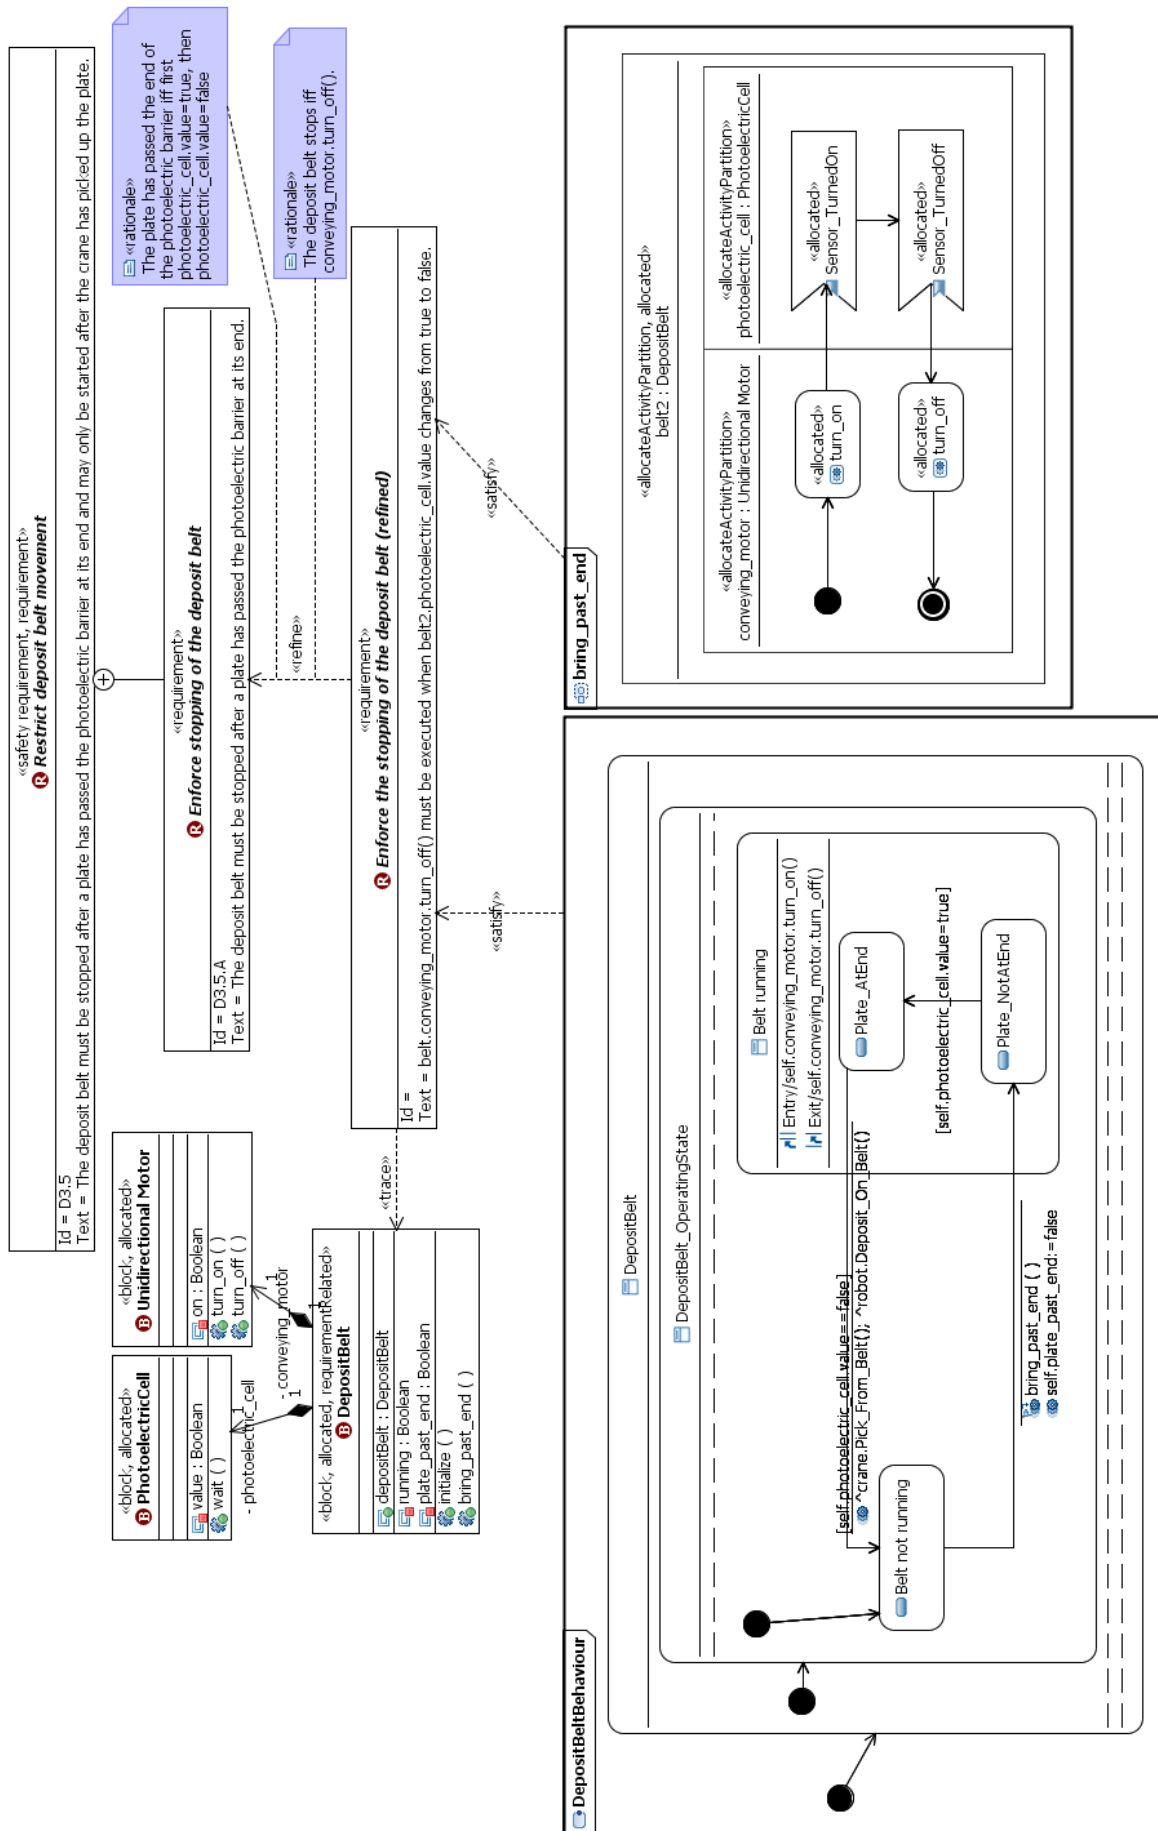 «safety requirement, requirement»
Restrict deposit belt movement
Id = D3.5
Text = The deposit belt must be stopped after a plate has passed the photoelectric barrier at its end and may only be started after the crane has picked up the plate.
«block, allocated»
PhotoelectricCell
value : Boolean
wait ( )
«block, allocated»
Unidirectional Motor
on : Boolean
turn_on ( )
turn_off ( )
«requirement»
Enforce stopping of the deposit belt
Id = D3.5.A
Text = The deposit belt must be stopped after a plate has passed the photoelectric barrier at its end.
«rationale»
The plate has passed the end of
the photoelectric barrier iff first
photoelectric_cell.value=true, then
photoelectric_cell.value=false
- photoelectric_cell
1
1
- conveying_motor
1
1
«refine»
«rationale»
The deposit belt stops iff
conveying_motor.turn_off().
«block, allocated, requirementRelated»
DepositBelt
depositBelt : DepositBelt
running : Boolean
plate_past_end : Boolean
initialize ( )
bring_past_end ( )
«trace»
«requirement»
Enforce the stopping of the deposit belt (refined)
Id =
Text = belt.conveying_motor.turn_off() must be executed when belt2.photoelectric_cell.value changes from true to false.
«satisfy»
«satisfy»
DepositBeltBehaviour
DepositBelt
DepositBelt_OperatingState
Belt running
Entry/self.conveying_motor.turn_on()
Exit/self.conveying_motor.turn_off()
[self.photoelectric_cell.value==false]
^crane.Pick_From_Belt(); ^robot.Deposit_On_Belt()
Plate_AtEnd
Belt not running
[self.photoelectric_cell.value=true]
Plate_NotAtEnd
bring_past_end ( )
self.plate_past_end:=false
bring_past_end
«allocateActivityPartition, allocated»
belt2 : DepositBelt
«allocateActivityPartition»
conveying_motor : Unidirectional Motor
«allocateActivityPartition»
photoelectric_cell : PhotoelectricCell
«allocated»
turn_on
«allocated»
Sensor_TurnedOn
«allocated»
turn_off
«allocated»
Sensor_TurnedOff